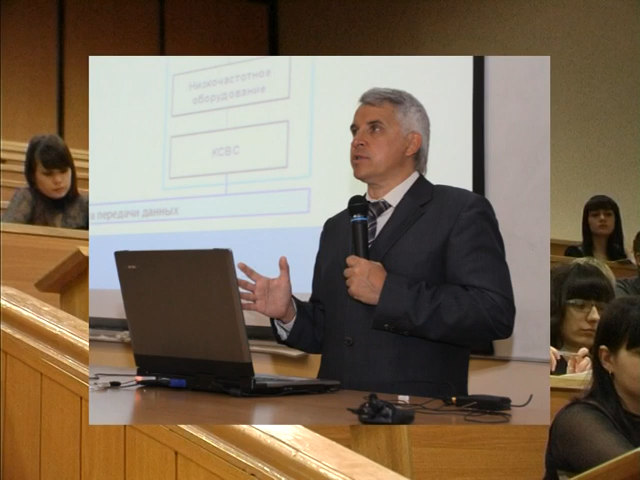 Низкочастотное
оборудование
КСВС
передачи данных